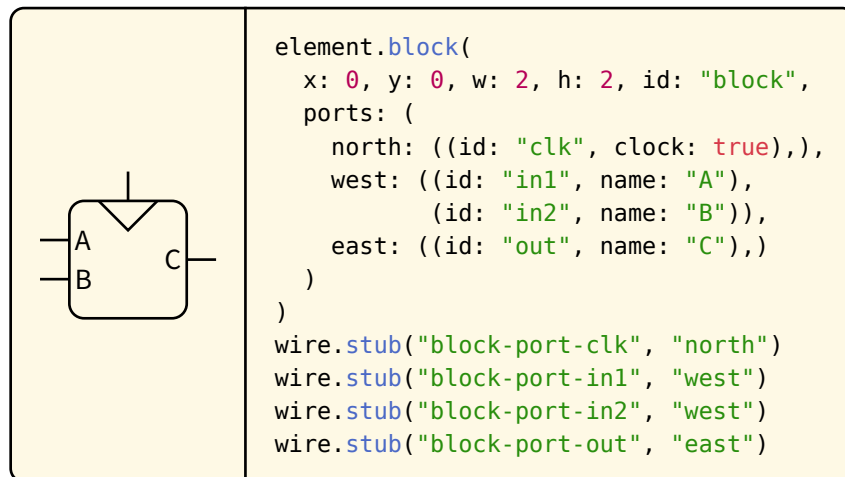 A
B
C
element.block(
  x: 0, y: 0, w: 2, h: 2, id: "block",
  ports: (
    north: ((id: "clk", clock: true),),
    west: ((id: "in1", name: "A"),
           (id: "in2", name: "B")),
    east: ((id: "out", name: "C"),)
  )
)
wire.stub("block-port-clk", "north")
wire.stub("block-port-in1", "west")
wire.stub("block-port-in2", "west")
wire.stub("block-port-out", "east")